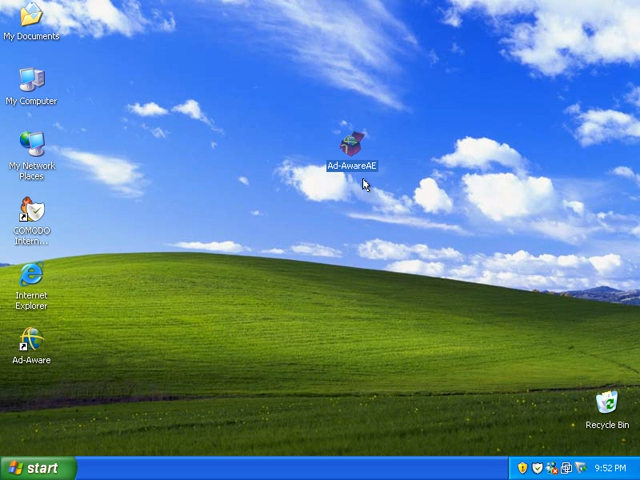 My Documents
My Computer
My Network
Places
COMODO
Intern...
Internet
Explorer
Ad-Aware
Ad-AwareAE
Recycle Bin
start
9:52 PM